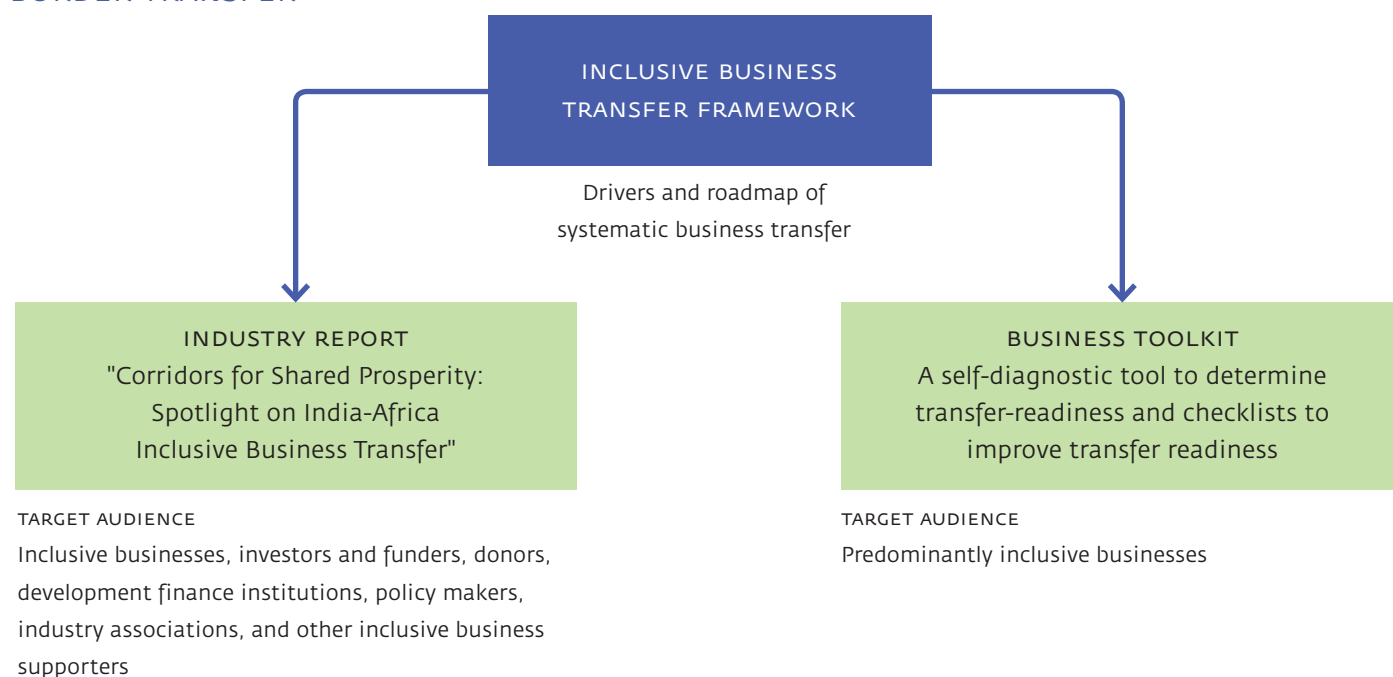 INCLUSIVE BUSINESS
TRANSFER FRAMEWORK
Drivers and roadmap of
systematic business transfer
INDUSTRY REPORT
"Corridors for Shared Prosperity:
Spotlight on India-Africa
Inclusive Business Transfer"
TARGET AUDIENCE
Inclusive businesses, investors and funders, donors,
development finance institutions, policy makers,
industry associations, and other inclusive business
supporters
BUSINESS TOOLKIT
A self-diagnostic tool to determine
transfer-readiness and checklists to
improve transfer readiness
TARGET AUDIENCE
Predominantly inclusive businesses